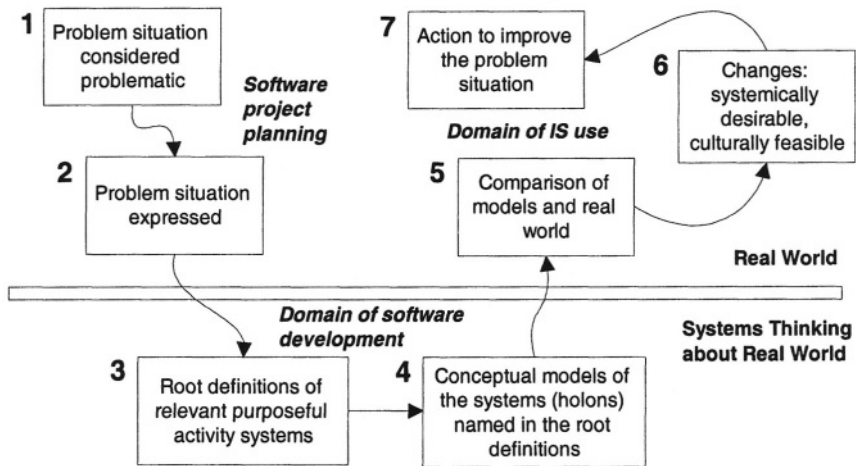 1
Problem situation
considered
problematic
Software
project
planning
2
Problem situation
expressed
Domain of software
development
3
Root definitions of
relevant purposeful
activity systems
4
Conceptual models of
the systems (holons)
named in the root
definitions
5
Comparison of
models and real
world
6
Changes:
systemically
desirable,
culturally feasible
7
Action to improve
the problem
situation
Domain of IS use
Real World
Systems Thinking
about Real World